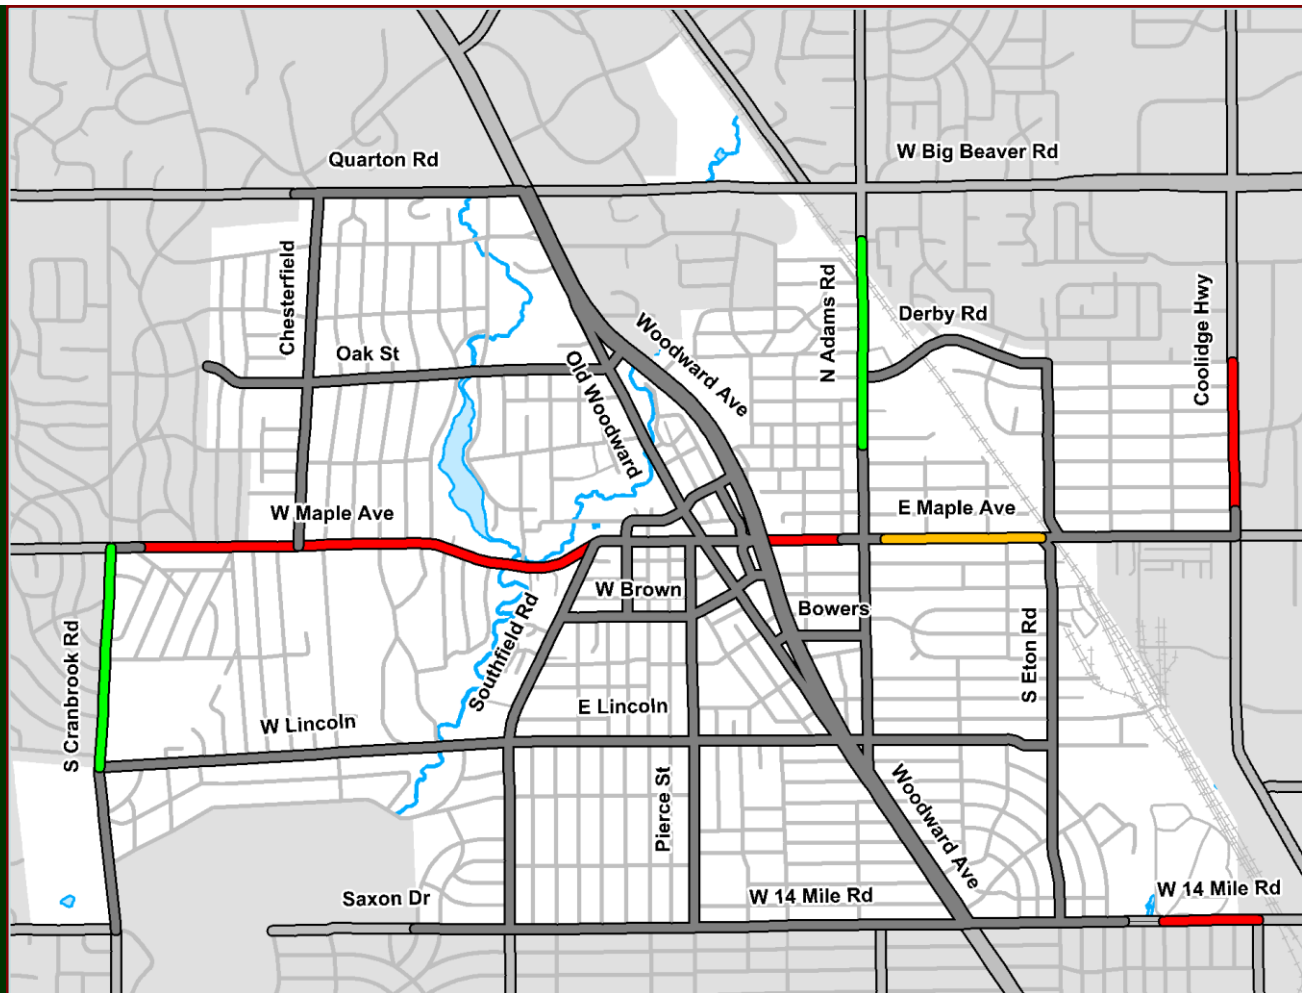 Quarton Rd
W Big Beaver Rd
Chesterfield
N Adams Rd
Derby Rd
Coolidge Hwy
Woodward Ave
Oak St
Old Woodward
W Maple Ave
E Maple Ave
W Brown
Bowers
S Cranbrook Rd
Southfield Rd
S Eton Rd
W Lincoln
E Lincoln
Pierce St
Woodward Ave
Saxon Dr
W 14 Mile Rd
W 14 Mile Rd